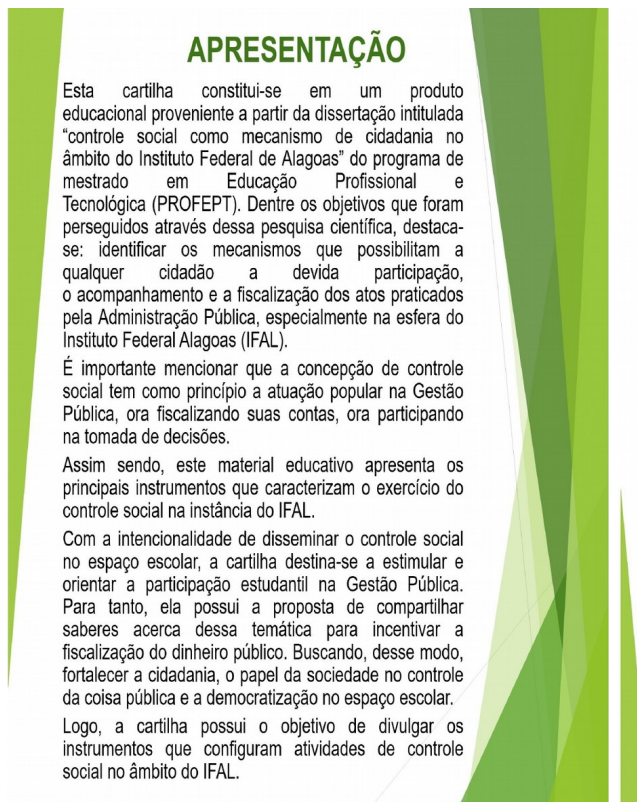 APRESENTAÇÃO
Esta cartilha constitui-se em um produto
educacional proveniente a partir da dissertação intitulada
“controle social como mecanismo de cidadania no
âmbito do Instituto Federal de Alagoas” do programa de
mestrado em Educação Profissional e
Tecnológica (PROFEPT). Dentre os objetivos que foram
perseguidos através dessa pesquisa científica, destaca-
se: identificar os mecanismos que possibilitam a
qualquer cidadão a devida participação,
o acompanhamento e a fiscalização dos atos praticados
pela Administração Pública, especialmente na esfera do
Instituto Federal Alagoas (IFAL).
É importante mencionar que a concepção de controle
social tem como princípio a atuação popular na Gestão
Pública, ora fiscalizando suas contas, ora participando
na tomada de decisões.
Assim sendo, este material educativo apresenta os
principais instrumentos que caracterizam o exercício do
controle social na instância do IFAL.
Com a intencionalidade de disseminar o controle social
no espaço escolar, a cartilha destina-se a estimular e
orientar a participação estudantil na Gestão Pública.
Para tanto, ela possui a proposta de compartilhar
saberes acerca dessa temática para incentivar a
fiscalização do dinheiro público. Buscando, desse modo,
fortalecer a cidadania, o papel da sociedade no controle
da coisa pública e a democratização no espaço escolar.
Logo, a cartilha possui o objetivo de divulgar os
instrumentos que configuram atividades de controle
social no âmbito do IFAL.